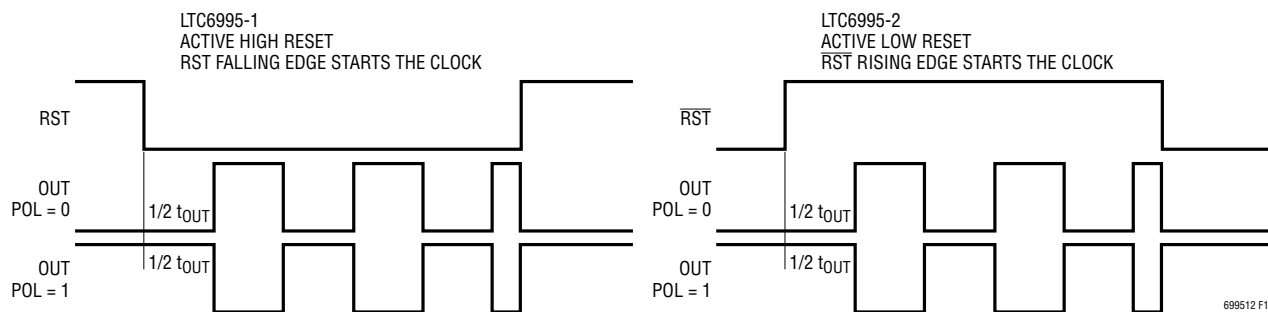 LTC6995-1
ACTIVE HIGH RESET
RST FALLING EDGE STARTS THE CLOCK
RST
OUT
POL = 0
1/2 tOUT
OUT
POL = 1
1/2 tOUT
LTC6995-2
ACTIVE LOW RESET
R̅S̅T̅ RISING EDGE STARTS THE CLOCK
R̅S̅T̅
OUT
POL = 0
1/2 tOUT
OUT
POL = 1
1/2 tOUT
699512 F1